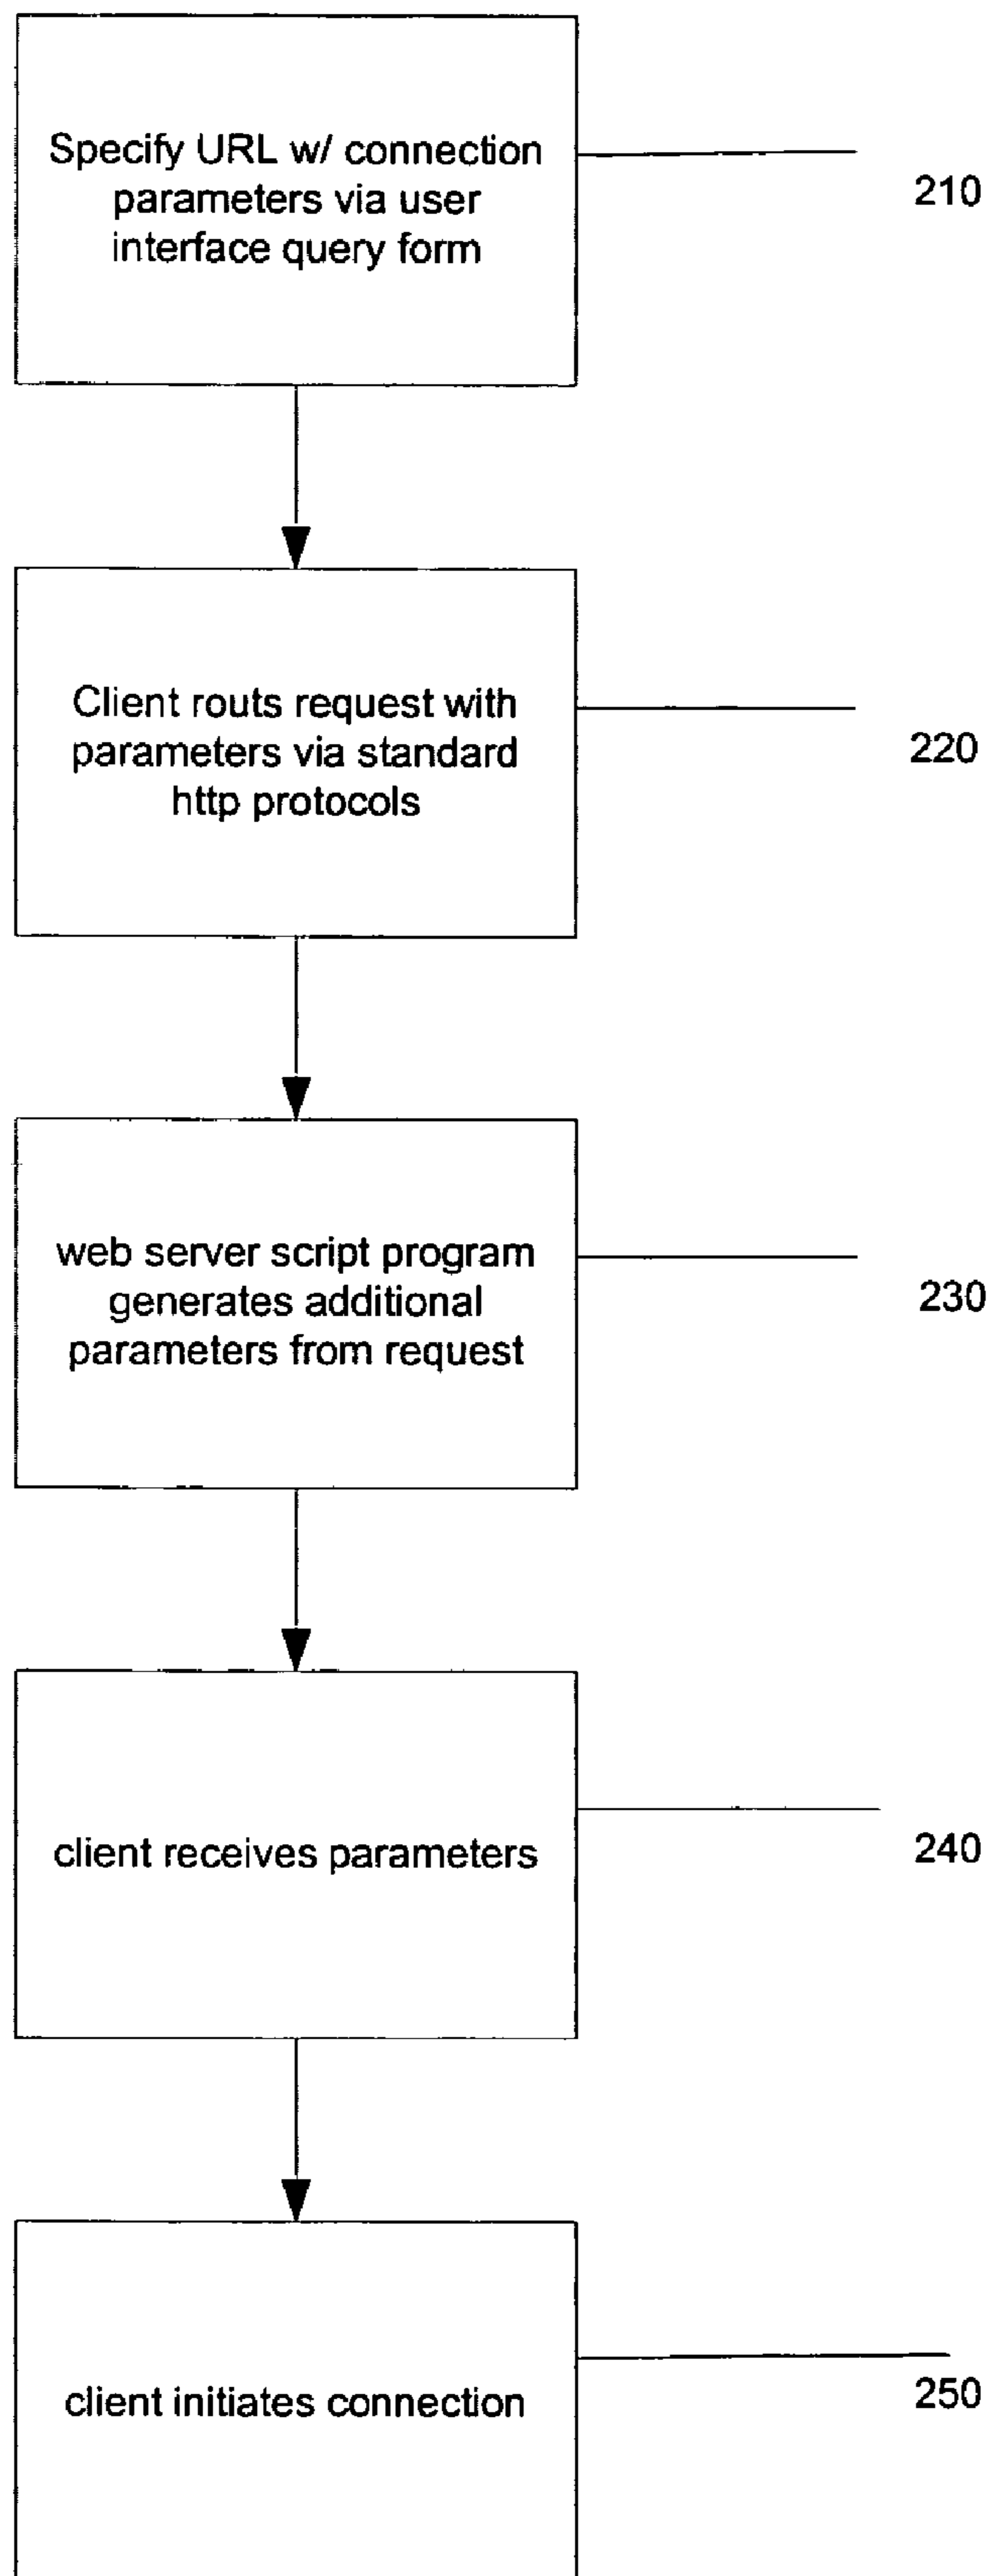 Specify URL w/ connection
parameters via user
interface query form
210
Client routs request with
parameters via standard
http protocols
220
web server script program
generates additional
parameters from request
230
client receives parameters
240
client initiates connection
250